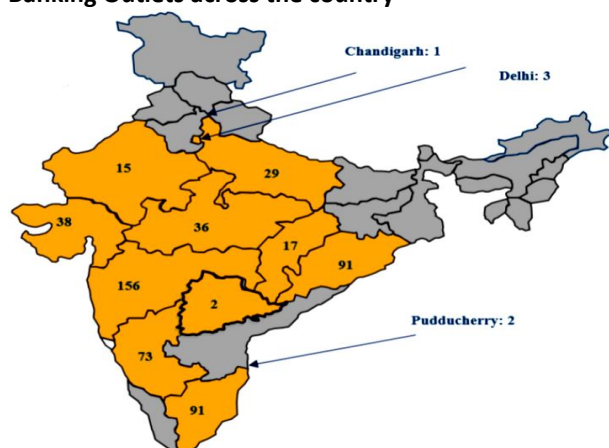 Banking Outlets across the country
Chandigarh: 1
Delhi: 3
15
29
38
36
17
91
156
2
Pudducherry: 2
73
91